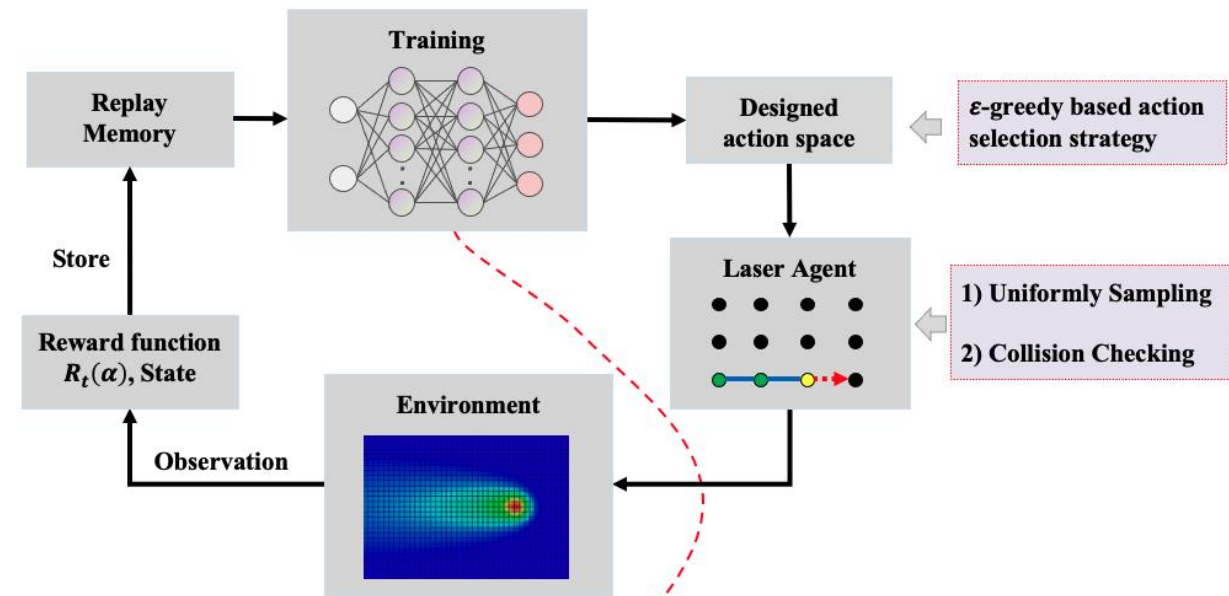 Training
Replay
Memory
Designed
action space
ε-greedy based action
selection strategy
Store
Laser Agent
1) Uniformly Sampling
2) Collision Checking
Reward function
R_t(α), State
Environment
Observation